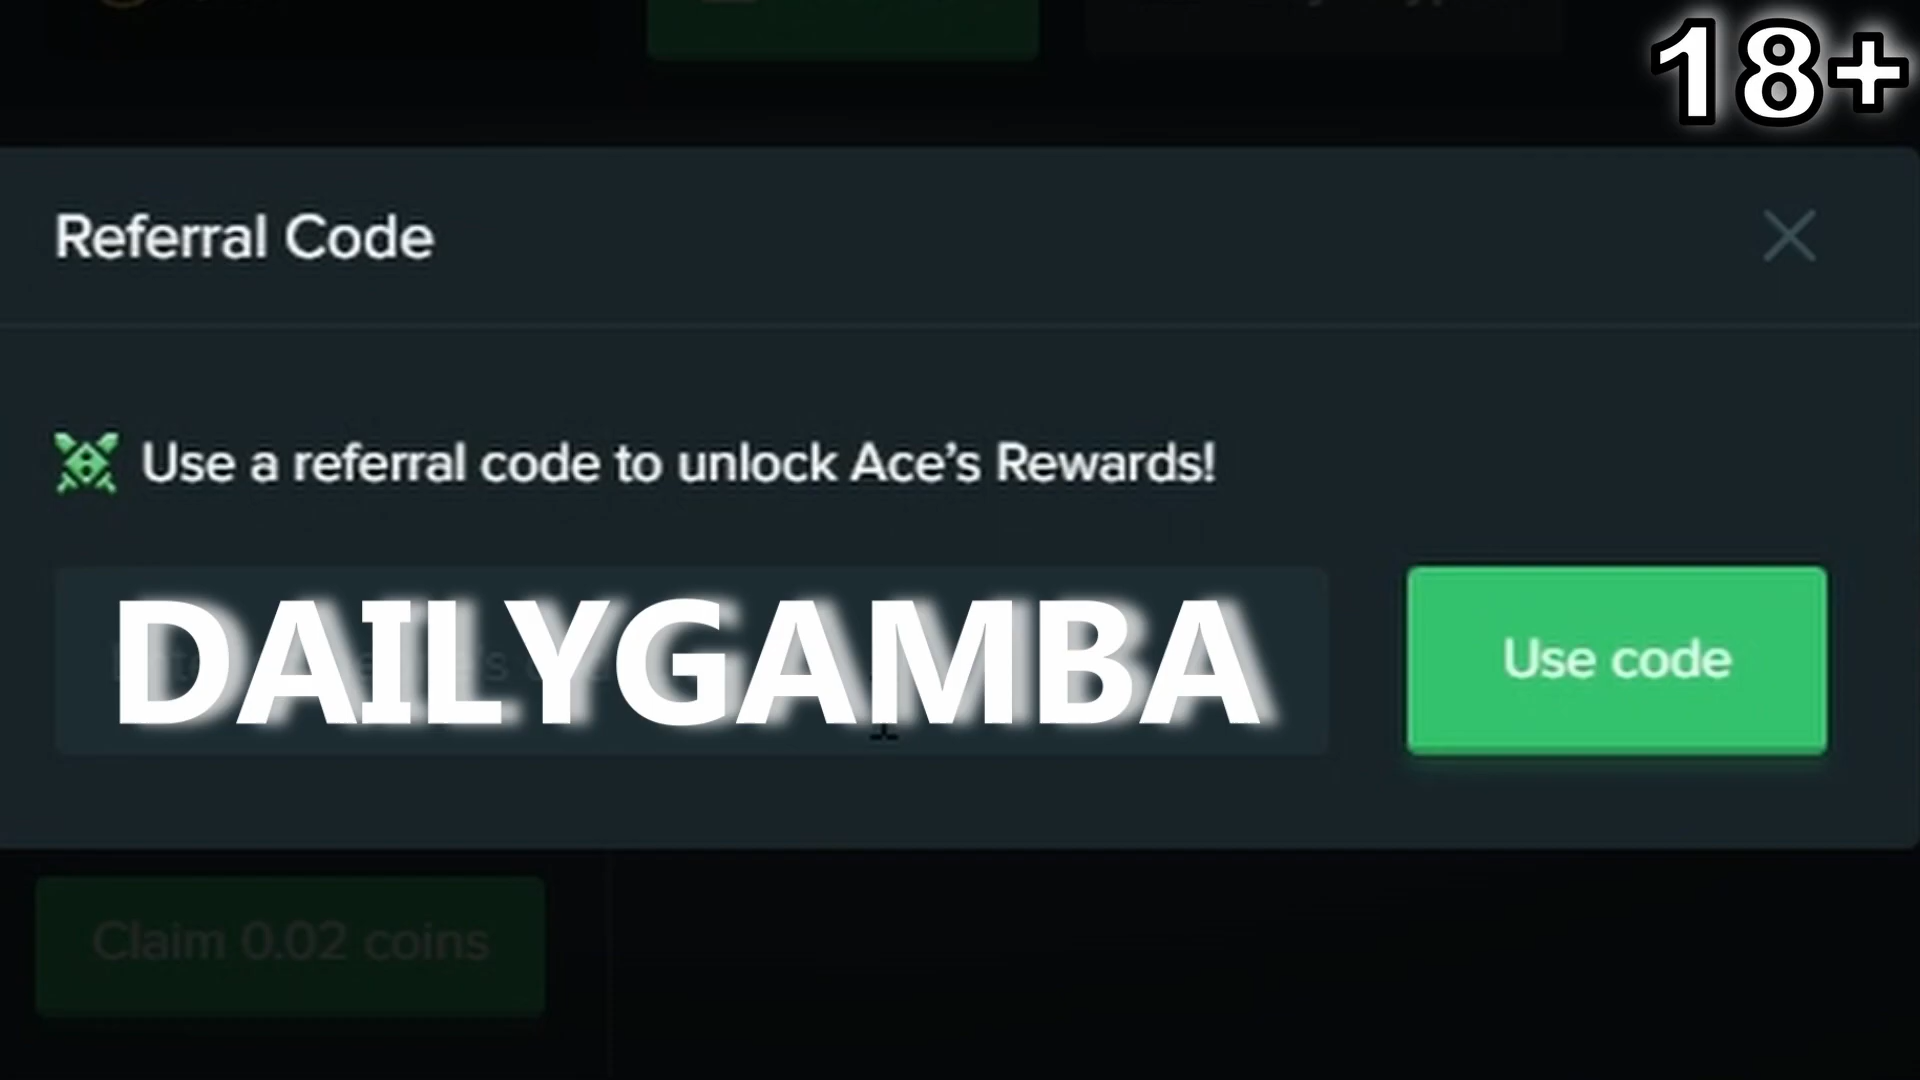 18+
Referral Code
Use a referral code to unlock Ace's Rewards!
DAILYGAMBA
Use code
Claim 0.02 coins